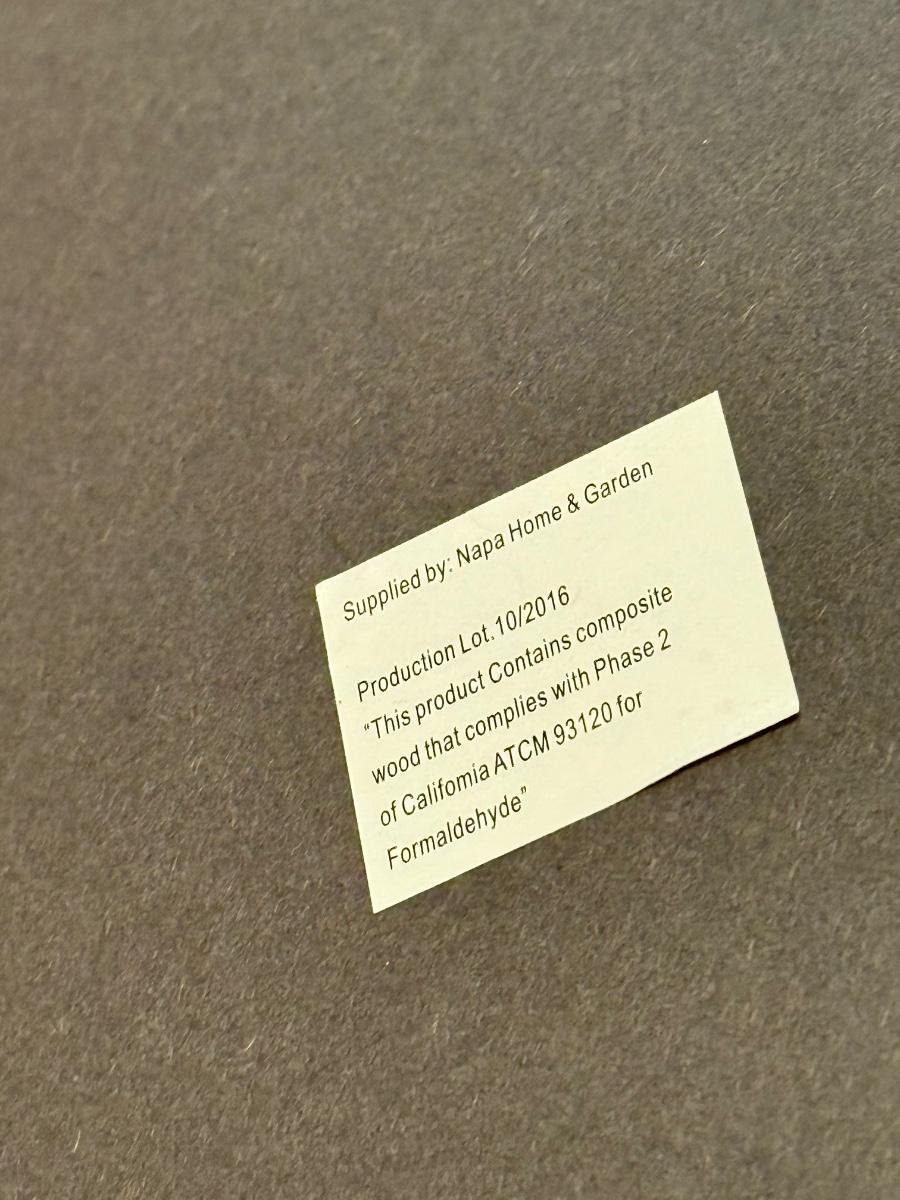 Supplied by: Napa Home & Garden
Production Lot.10/2016
“This product Contains composite
wood that complies with Phase 2
of Califomia ATCM 93120 for
Formaldehyde”